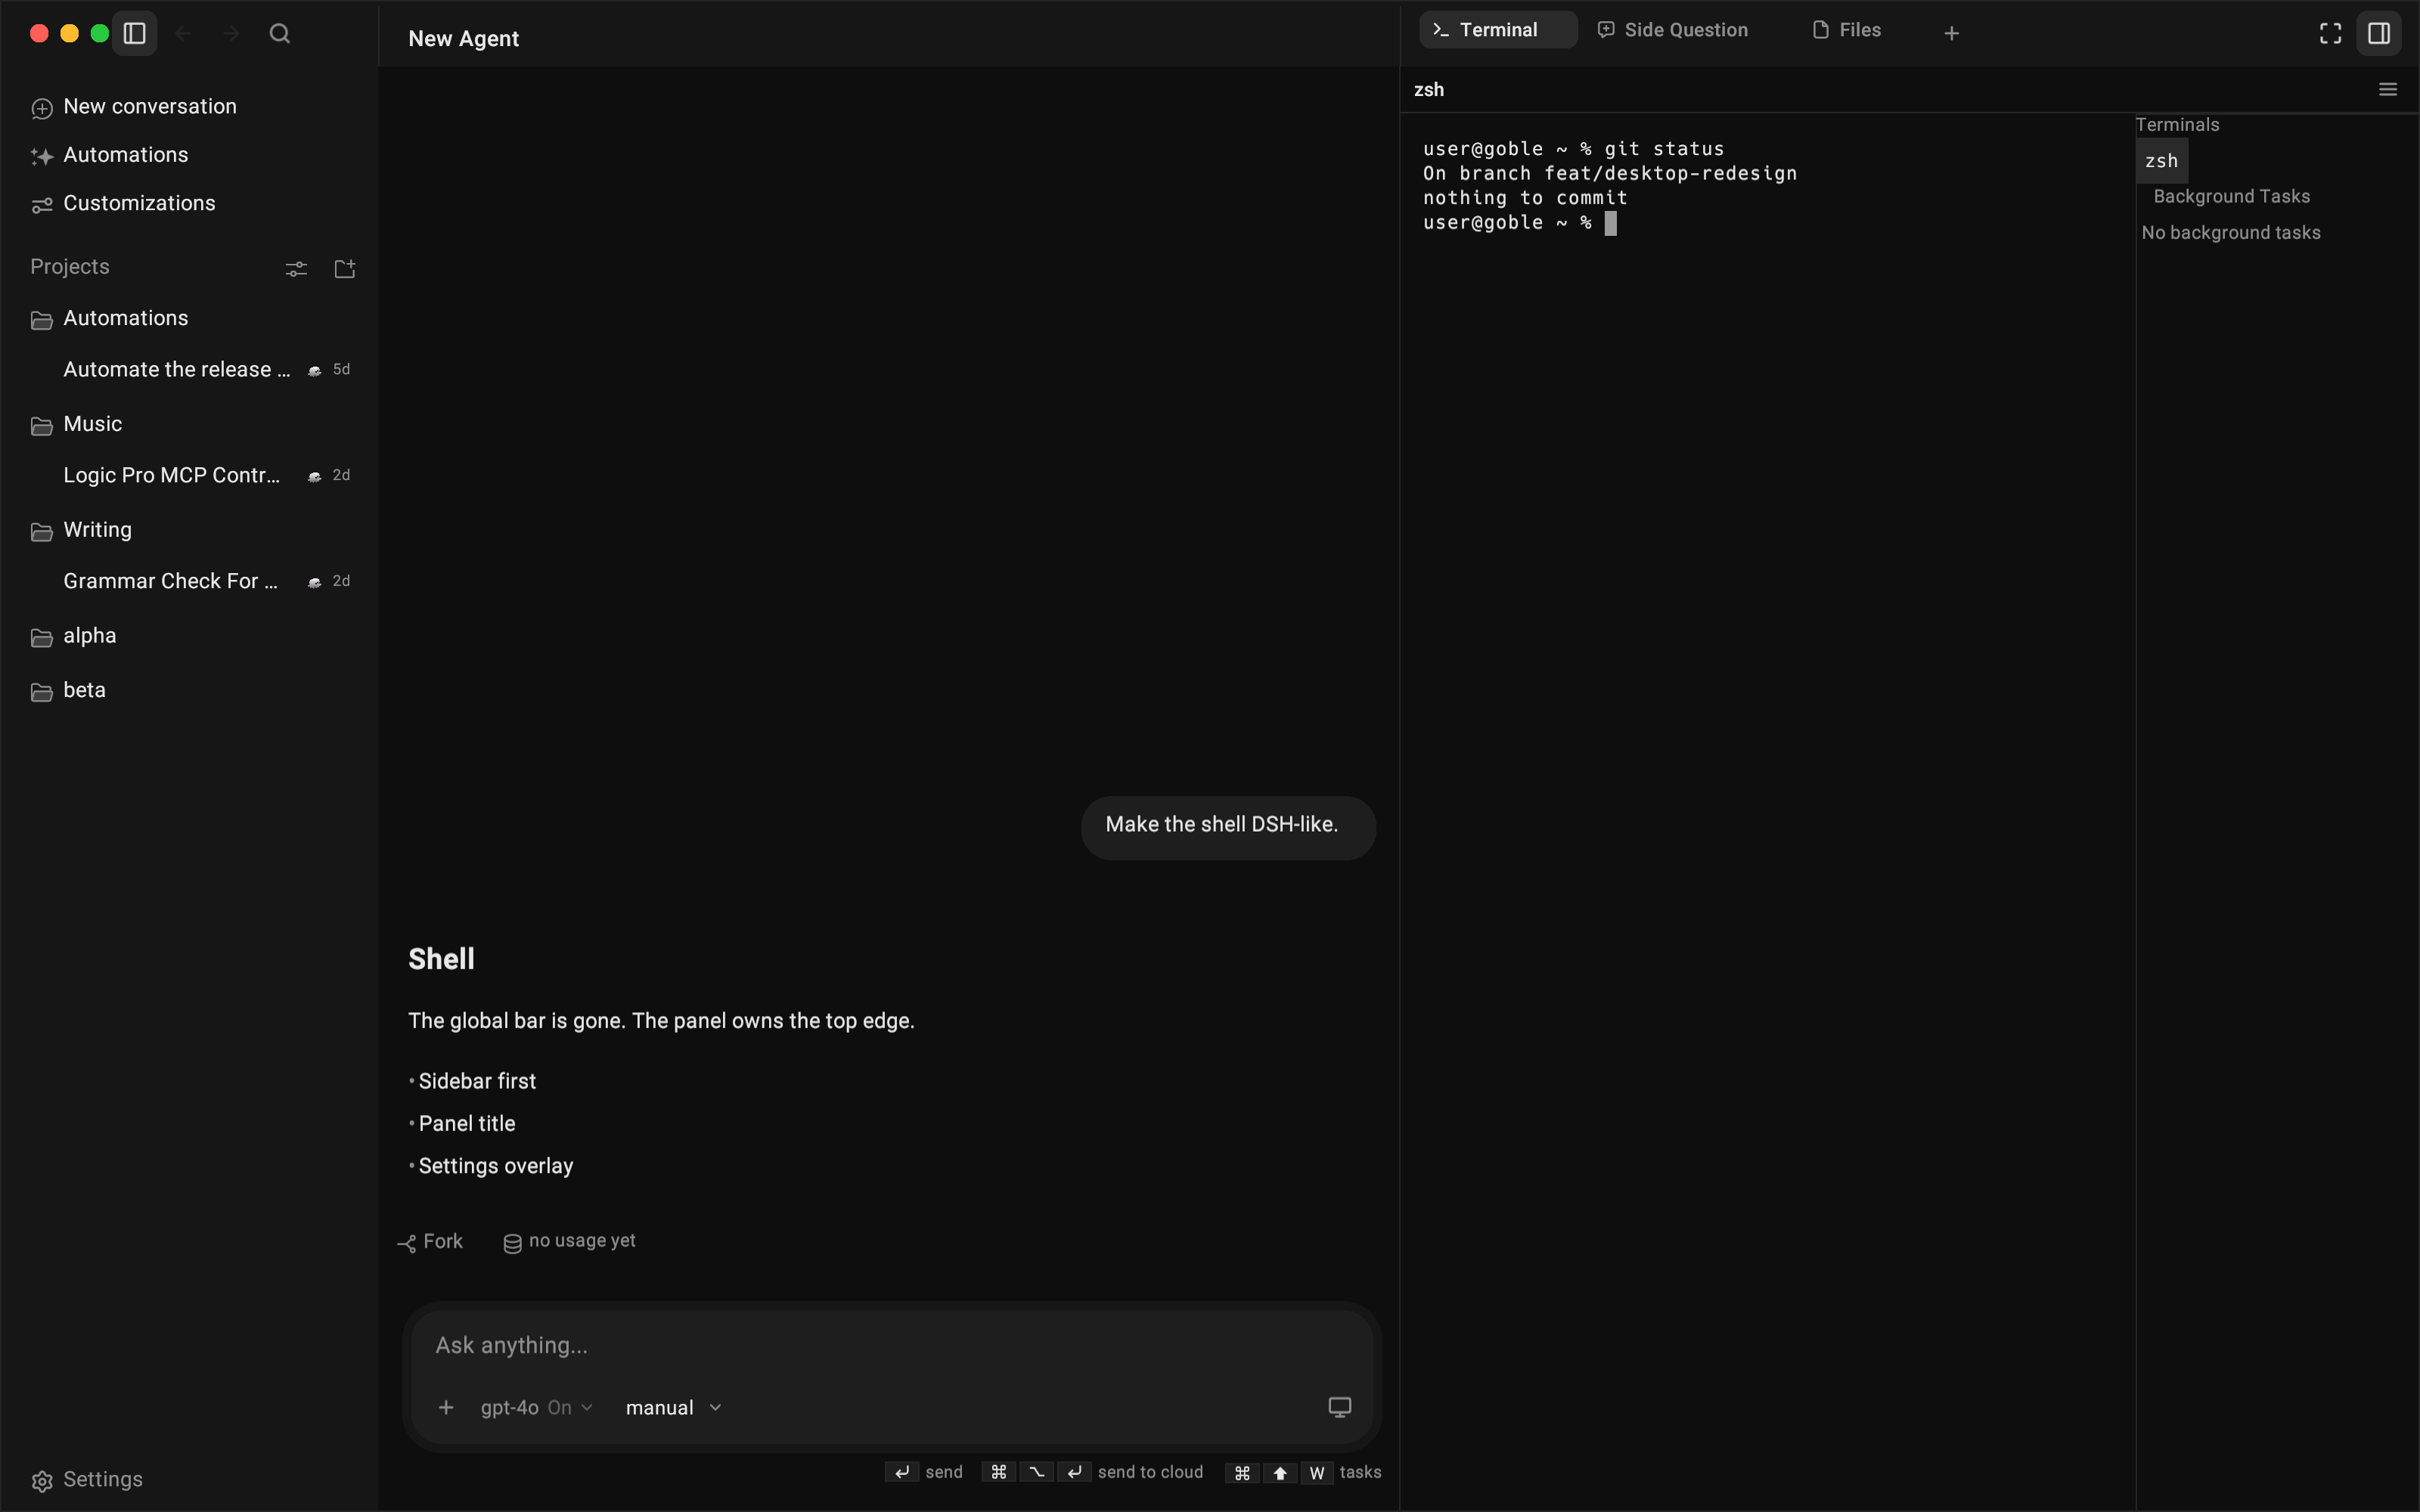 New Agent
Terminal
Side Question
Files
New conversation
Automations
Customizations
Projects
Automations
Automate the release ... 5d
Music
Logic Pro MCP Contr... 2d
Writing
Grammar Check For ... 2d
alpha
beta
Settings
Make the shell DSH-like.
Shell
The global bar is gone. The panel owns the top edge.
• Sidebar first
• Panel title
• Settings overlay
Fork
no usage yet
Ask anything...
gpt-4o On
manual
send
send to cloud
W tasks
zsh
user@goble ~ % git status
On branch feat/desktop-redesign
nothing to commit
user@goble ~ %
Terminals
zsh
Background Tasks
No background tasks